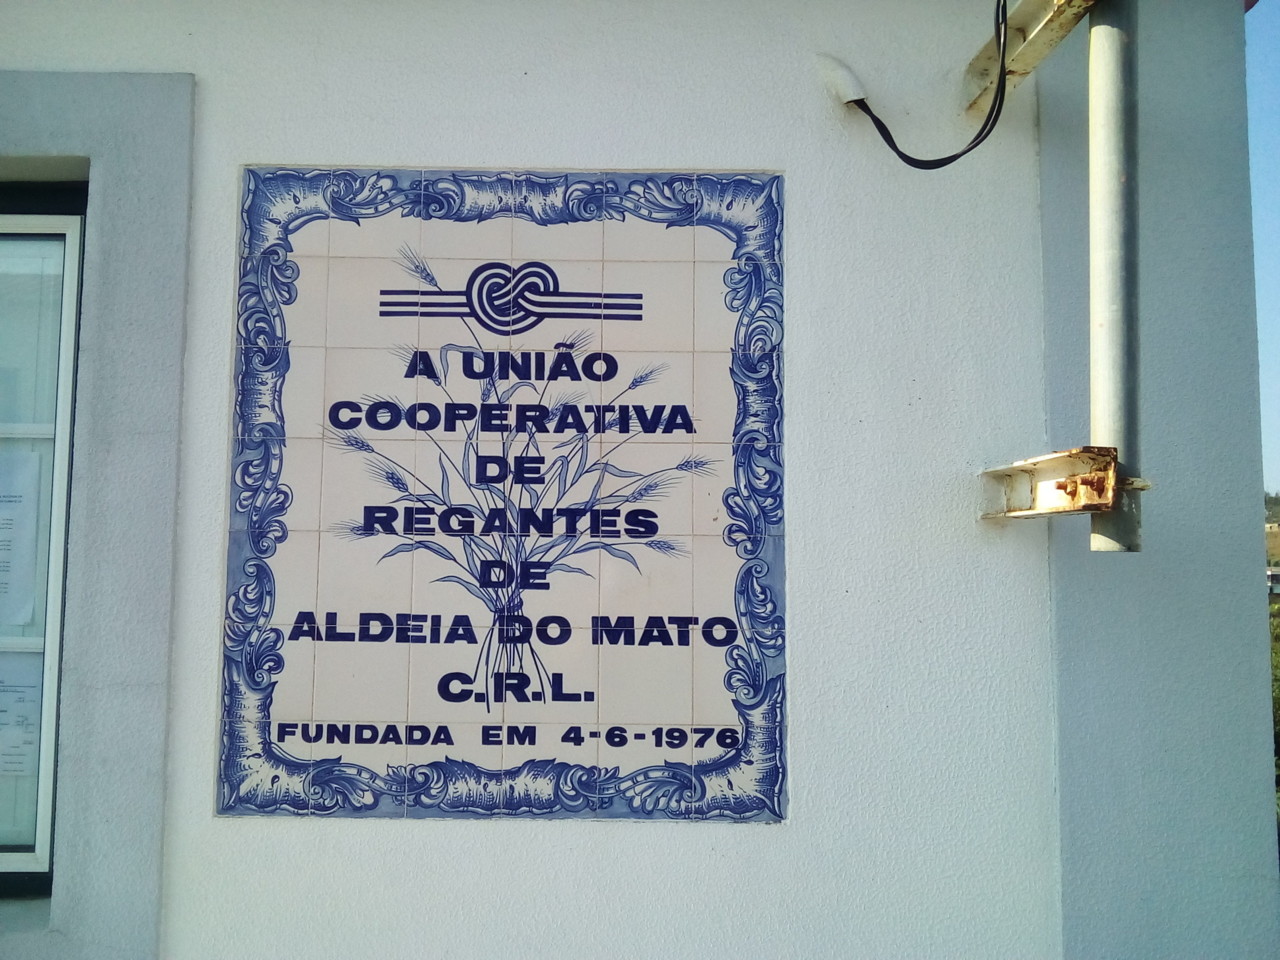 A UNIÃO
COOPERATIVA
DE
REGANTES
DE
ALDEIA DO MATO
C.R.L.
FUNDADA EM 4-6-1976